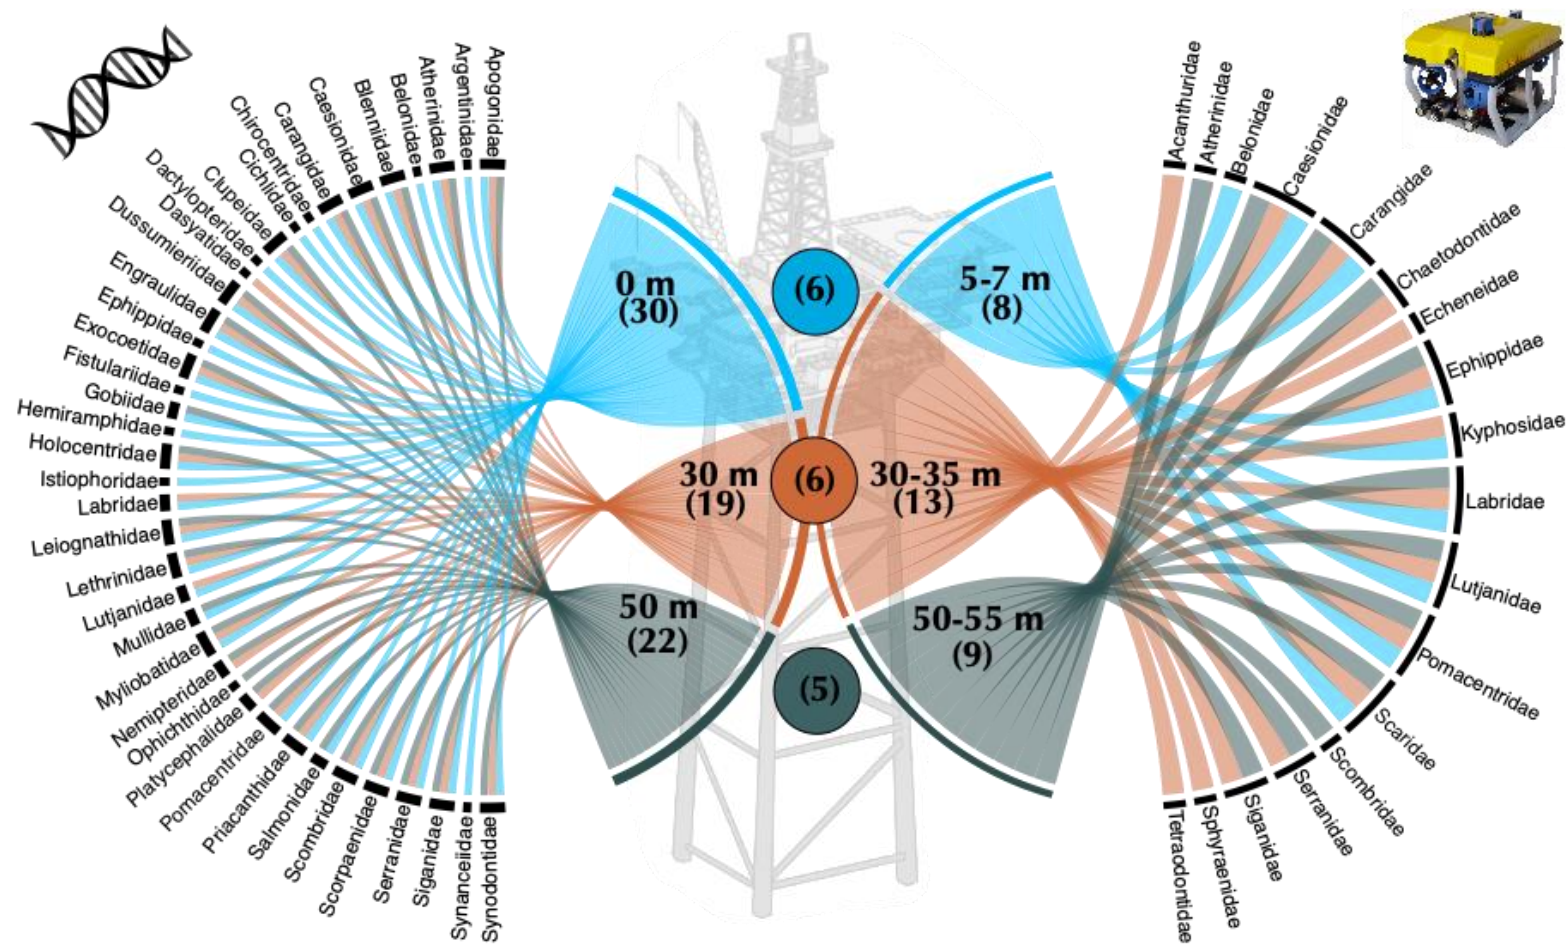 Apogonidae
Argentinidae
Atherinidae
Belonidae
Blenniidae
Caesionidae
Carangidae
Chirocentridae
Cichlidae
Clupeidae
Dactylopteridae
Dasyatidae
Dussumeriidae
Engraulidae
Ephippidae
Exocoetidae
Fistulariidae
Gobiidae
Hemiramphidae
Holocentridae
Istiophoridae
Labridae
Leiognathidae
Lethrinidae
Lutjanidae
Mullidae
Myliobatidae
Nemipteridae
Ophichthidae
Platycephalidae
Pomacentridae
Priacanthidae
Salmonidae
Scombridae
Scorpaenidae
Serranidae
Siganidae
Synanceiidae
Synodontidae
0 m
(30)
30 m
(19)
50 m
(22)
(6)
(6)
(5)
5-7 m
(8)
30-35 m
(13)
50-55 m
(9)
Acanthuridae
Atherinidae
Belonidae
Caesionidae
Carangidae
Chaetodontidae
Echeneidae
Ephippidae
Kyphosidae
Labridae
Lutjanidae
Pomacentridae
Scaridae
Scombridae
Serranidae
Siganidae
Sphyraenidae
Tetraodontidae